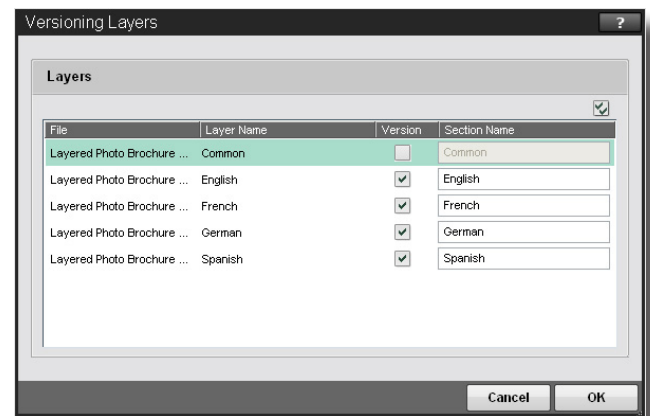 Versioning Layers ?
Layers
File Layer Name Version Section Name
Layered Photo Brochure ... Common Common
Layered Photo Brochure ... English English
Layered Photo Brochure ... French French
Layered Photo Brochure ... German German
Layered Photo Brochure ... Spanish Spanish
Cancel OK